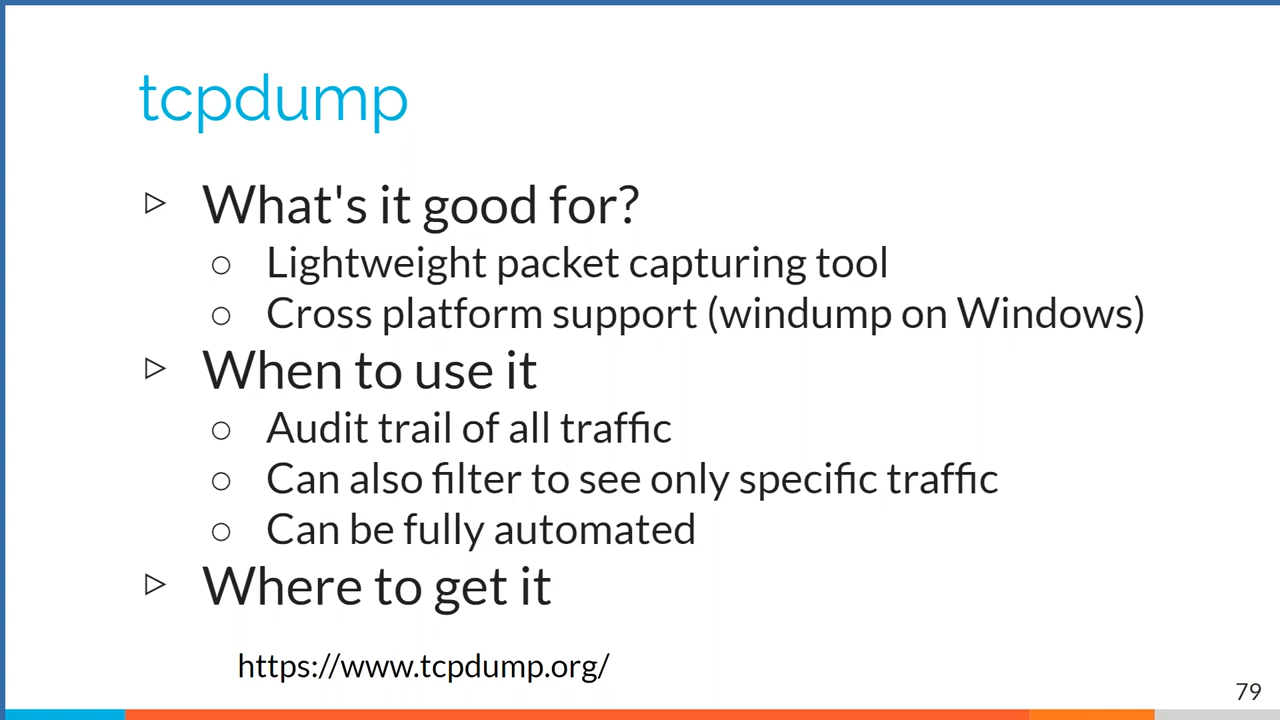 tcpdump
▷ What's it good for?
○ Lightweight packet capturing tool
○ Cross platform support (windump on Windows)
▷ When to use it
○ Audit trail of all traffic
○ Can also filter to see only specific traffic
○ Can be fully automated
▷ Where to get it
https://www.tcpdump.org/
79